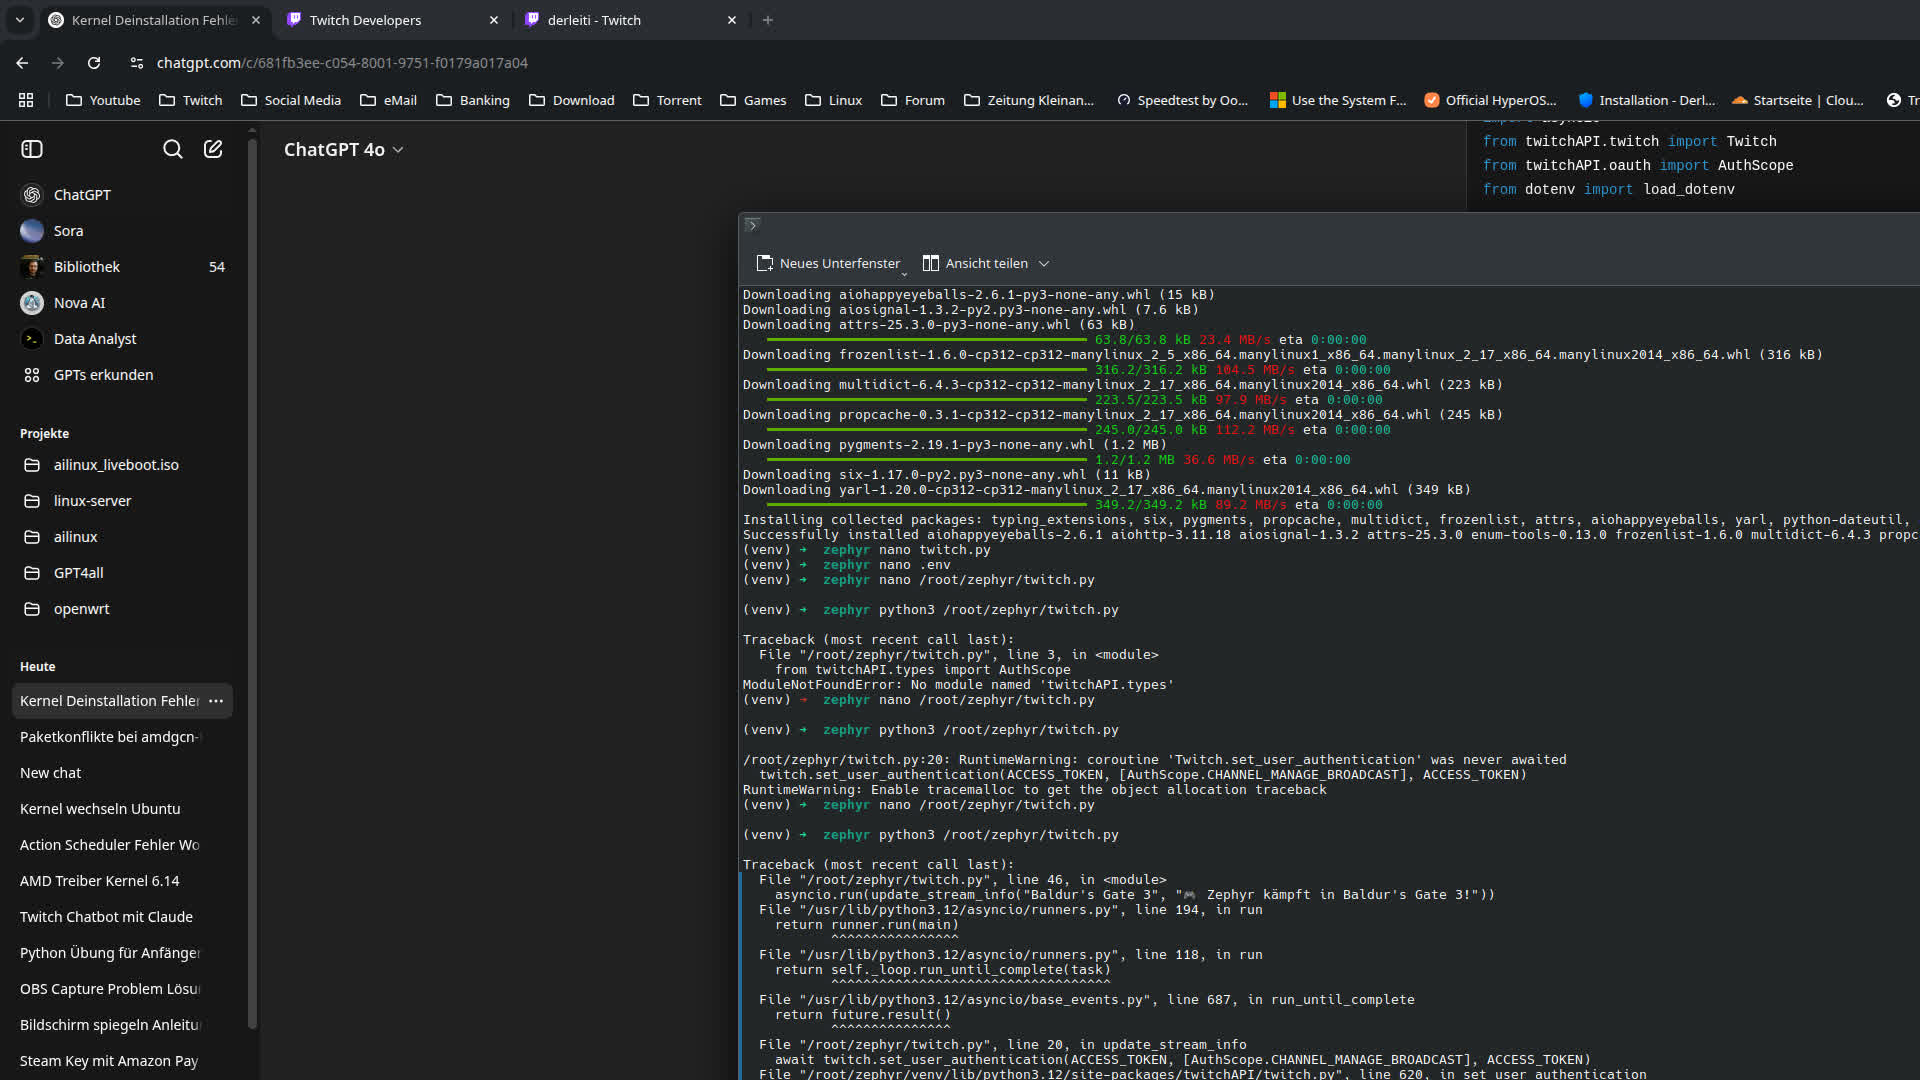 Kernel Deinstallation Fehle
Twitch Developers
derleiti - Twitch
chatgpt.com/c/681fb3ee-c054-8001-9751-f0179a017a04
Youtube
Twitch
Social Media
eMail
Banking
Download
Torrent
Games
Linux
Forum
Zeitung Kleinan...
Speedtest by Oo...
Use the System F...
Official HyperOS...
Installation - Derl...
Startseite | Clou...
Tr
ChatGPT 4o
from twitchAPI.twitch import Twitch
from twitchAPI.oauth import AuthScope
from dotenv import load_dotenv
ChatGPT
Sora
Bibliothek 54
Nova AI
Data Analyst
GPTs erkunden
Projekte
ailinux_liveboot.iso
linux-server
ailinux
GPT4all
openwrt
Heute
Kernel Deinstallation Fehler
Paketkonflikte bei amdgcn-
New chat
Kernel wechseln Ubuntu
Action Scheduler Fehler Wo
AMD Treiber Kernel 6.14
Twitch Chatbot mit Claude
Python Übung für Anfänger
OBS Capture Problem Lösu
Bildschirm spiegeln Anleitu
Steam Key mit Amazon Pay
Neues Unterfenster
Ansicht teilen
Downloading aiohappyeyeballs-2.6.1-py3-none-any.whl (15 kB)
Downloading aiosignal-1.3.2-py2.py3-none-any.whl (7.6 kB)
Downloading attrs-25.3.0-py3-none-any.whl (63 kB)
63.8/63.8 kB 23.4 MB/s eta 0:00:00
Downloading frozenlist-1.6.0-cp312-cp312-manylinux_2_5_x86_64.manylinux1_x86_64.manylinux_2_17_x86_64.manylinux2014_x86_64.whl (316 kB)
316.2/316.2 kB 104.5 MB/s eta 0:00:00
Downloading multidict-6.4.3-cp312-cp312-manylinux_2_17_x86_64.manylinux2014_x86_64.whl (223 kB)
223.5/223.5 kB 97.9 MB/s eta 0:00:00
Downloading propcache-0.3.1-cp312-cp312-manylinux_2_17_x86_64.manylinux2014_x86_64.whl (245 kB)
245.0/245.0 kB 112.2 MB/s eta 0:00:00
Downloading pygments-2.19.1-py3-none-any.whl (1.2 MB)
1.2/1.2 MB 36.6 MB/s eta 0:00:00
Downloading six-1.17.0-py2.py3-none-any.whl (11 kB)
Downloading yarl-1.20.0-cp312-cp312-manylinux_2_17_x86_64.manylinux2014_x86_64.whl (349 kB)
349.2/349.2 kB 89.2 MB/s eta 0:00:00
Installing collected packages: typing_extensions, six, pygments, propcache, multidict, frozenlist, attrs, aiohappyeyeballs, yarl, python-dateutil,
Successfully installed aiohappyeyeballs-2.6.1 aiohttp-3.11.18 aiosignal-1.3.2 attrs-25.3.0 enum-tools-0.13.0 frozenlist-1.6.0 multidict-6.4.3 propc
(venv) ➜ zephyr nano twitch.py
(venv) ➜ zephyr nano .env
(venv) ➜ zephyr nano /root/zephyr/twitch.py
(venv) ➜ zephyr python3 /root/zephyr/twitch.py
Traceback (most recent call last):
File "/root/zephyr/twitch.py", line 3, in <module>
from twitchAPI.types import AuthScope
ModuleNotFoundError: No module named 'twitchAPI.types'
(venv) ➜ zephyr nano /root/zephyr/twitch.py
(venv) ➜ zephyr python3 /root/zephyr/twitch.py
/root/zephyr/twitch.py:20: RuntimeWarning: coroutine 'Twitch.set_user_authentication' was never awaited
twitch.set_user_authentication(ACCESS_TOKEN, [AuthScope.CHANNEL_MANAGE_BROADCAST], ACCESS_TOKEN)
RuntimeWarning: Enable tracemalloc to get the object allocation traceback
(venv) ➜ zephyr nano /root/zephyr/twitch.py
(venv) ➜ zephyr python3 /root/zephyr/twitch.py
Traceback (most recent call last):
File "/root/zephyr/twitch.py", line 46, in <module>
asyncio.run(update_stream_info("Baldur's Gate 3", "🎮 Zephyr kämpft in Baldur's Gate 3!"))
File "/usr/lib/python3.12/asyncio/runners.py", line 194, in run
return runner.run(main)
^^^^^^^^^^^^^^^^
File "/usr/lib/python3.12/asyncio/runners.py", line 118, in run
return self._loop.run_until_complete(task)
^^^^^^^^^^^^^^^^^^^^^^^^^^^^^^^^^^^
File "/usr/lib/python3.12/asyncio/base_events.py", line 687, in run_until_complete
return future.result()
^^^^^^^^^^^^^^^
File "/root/zephyr/twitch.py", line 20, in update_stream_info
await twitch.set_user_authentication(ACCESS_TOKEN, [AuthScope.CHANNEL_MANAGE_BROADCAST], ACCESS_TOKEN)
File "/root/zephyr/venv/lib/python3.12/site-packages/twitchAPI/twitch.py", line 620, in set_user_authentication